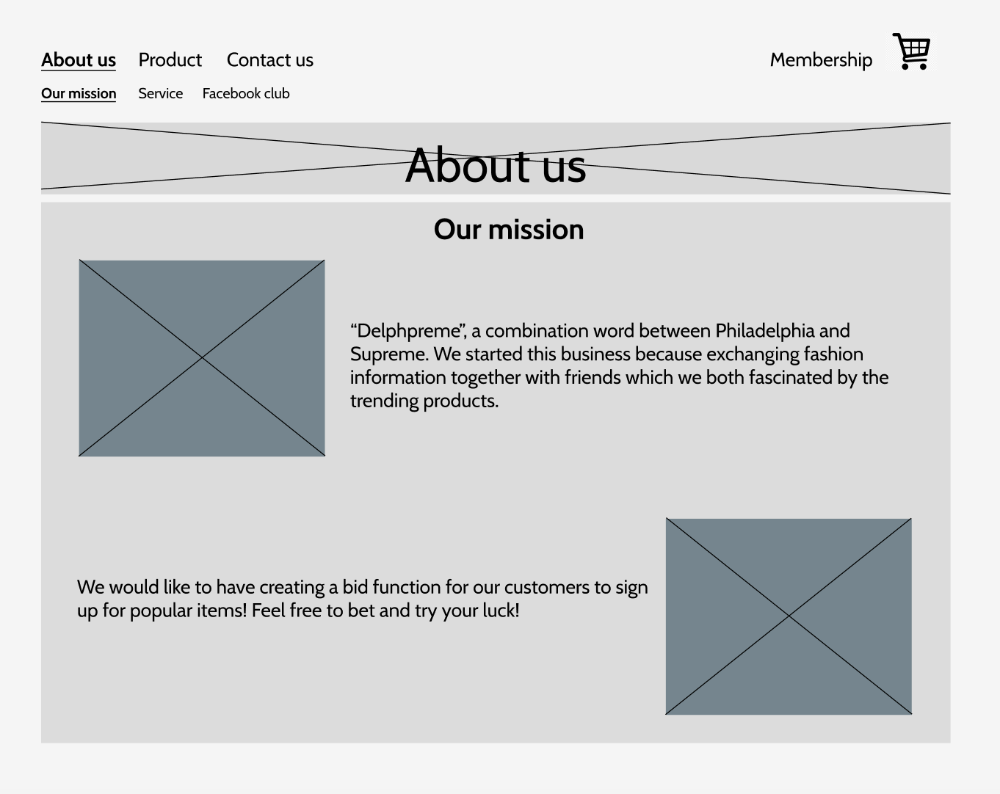 About us Product Contact us Membership
Our mission Service Facebook club
About us
Our mission
“Delphpreme”, a combination word between Philadelphia and
Supreme. We started this business because exchanging fashion
information together with friends which we both fascinated by the
trending products.
We would like to have creating a bid function for our customers to sign
up for popular items! Feel free to bet and try your luck!